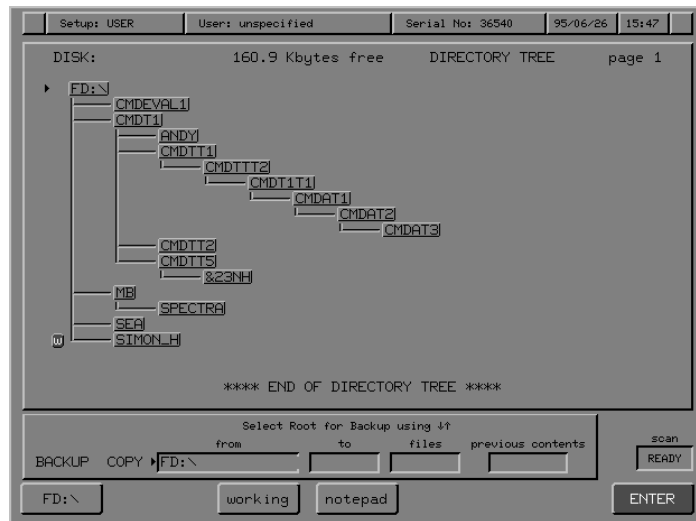 Setup: USER User: unspecified Serial No: 36540 95/06/26 15:47
DISK: 160.9 Kbytes free DIRECTORY TREE page 1
FD:\
CMDEVAL1
CMDT1
ANDY
CMDTT1
CMDTTT2
CMDT1T1
CMDAT1
CMDAT2
CMDAT3
CMDTT2
CMDTT5
&23NH
MB
SPECTRA
SEA
W SIMON_H
**** END OF DIRECTORY TREE ****
Select Root for Backup using ↓↑
from to files previous contents
scan
BACKUP COPY FD:\ READY
FD:\ working notepad ENTER